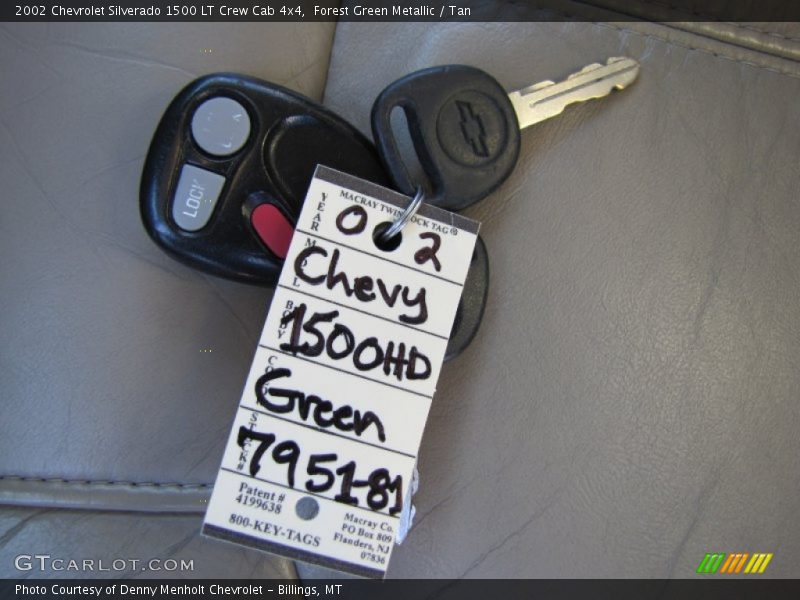 2002 Chevrolet Silverado 1500 LT Crew Cab 4x4,  Forest Green Metallic / Tan
LOCK
MACRAY TWIN LOCK TAG®
YEAR
0 2
Chevy
BODY
1500HD
Green
STOCK#
7951-81
Patent #
4199638
800-KEY-TAGS
Macray Co.
PO Box 809
Flanders, NJ
07836
GTCARLOT.COM
Photo Courtesy of Denny Menholt Chevrolet – Billings, MT